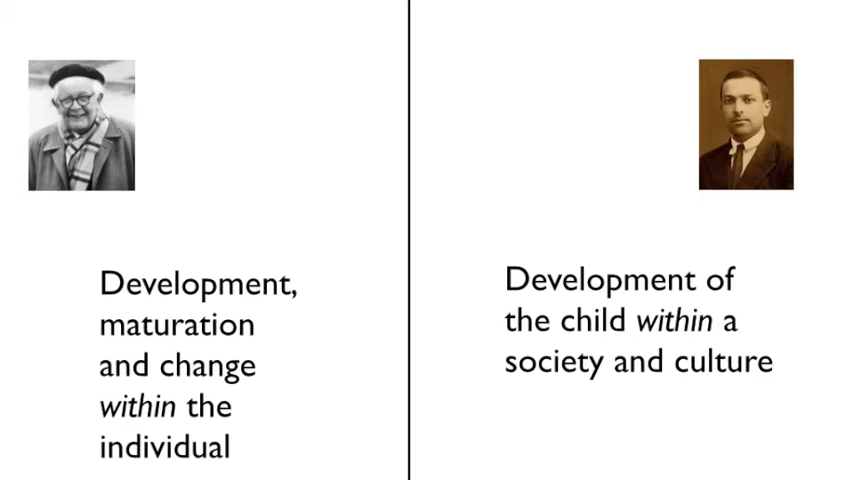 Development,
maturation
and change
within the
individual
Development of
the child within a
society and culture